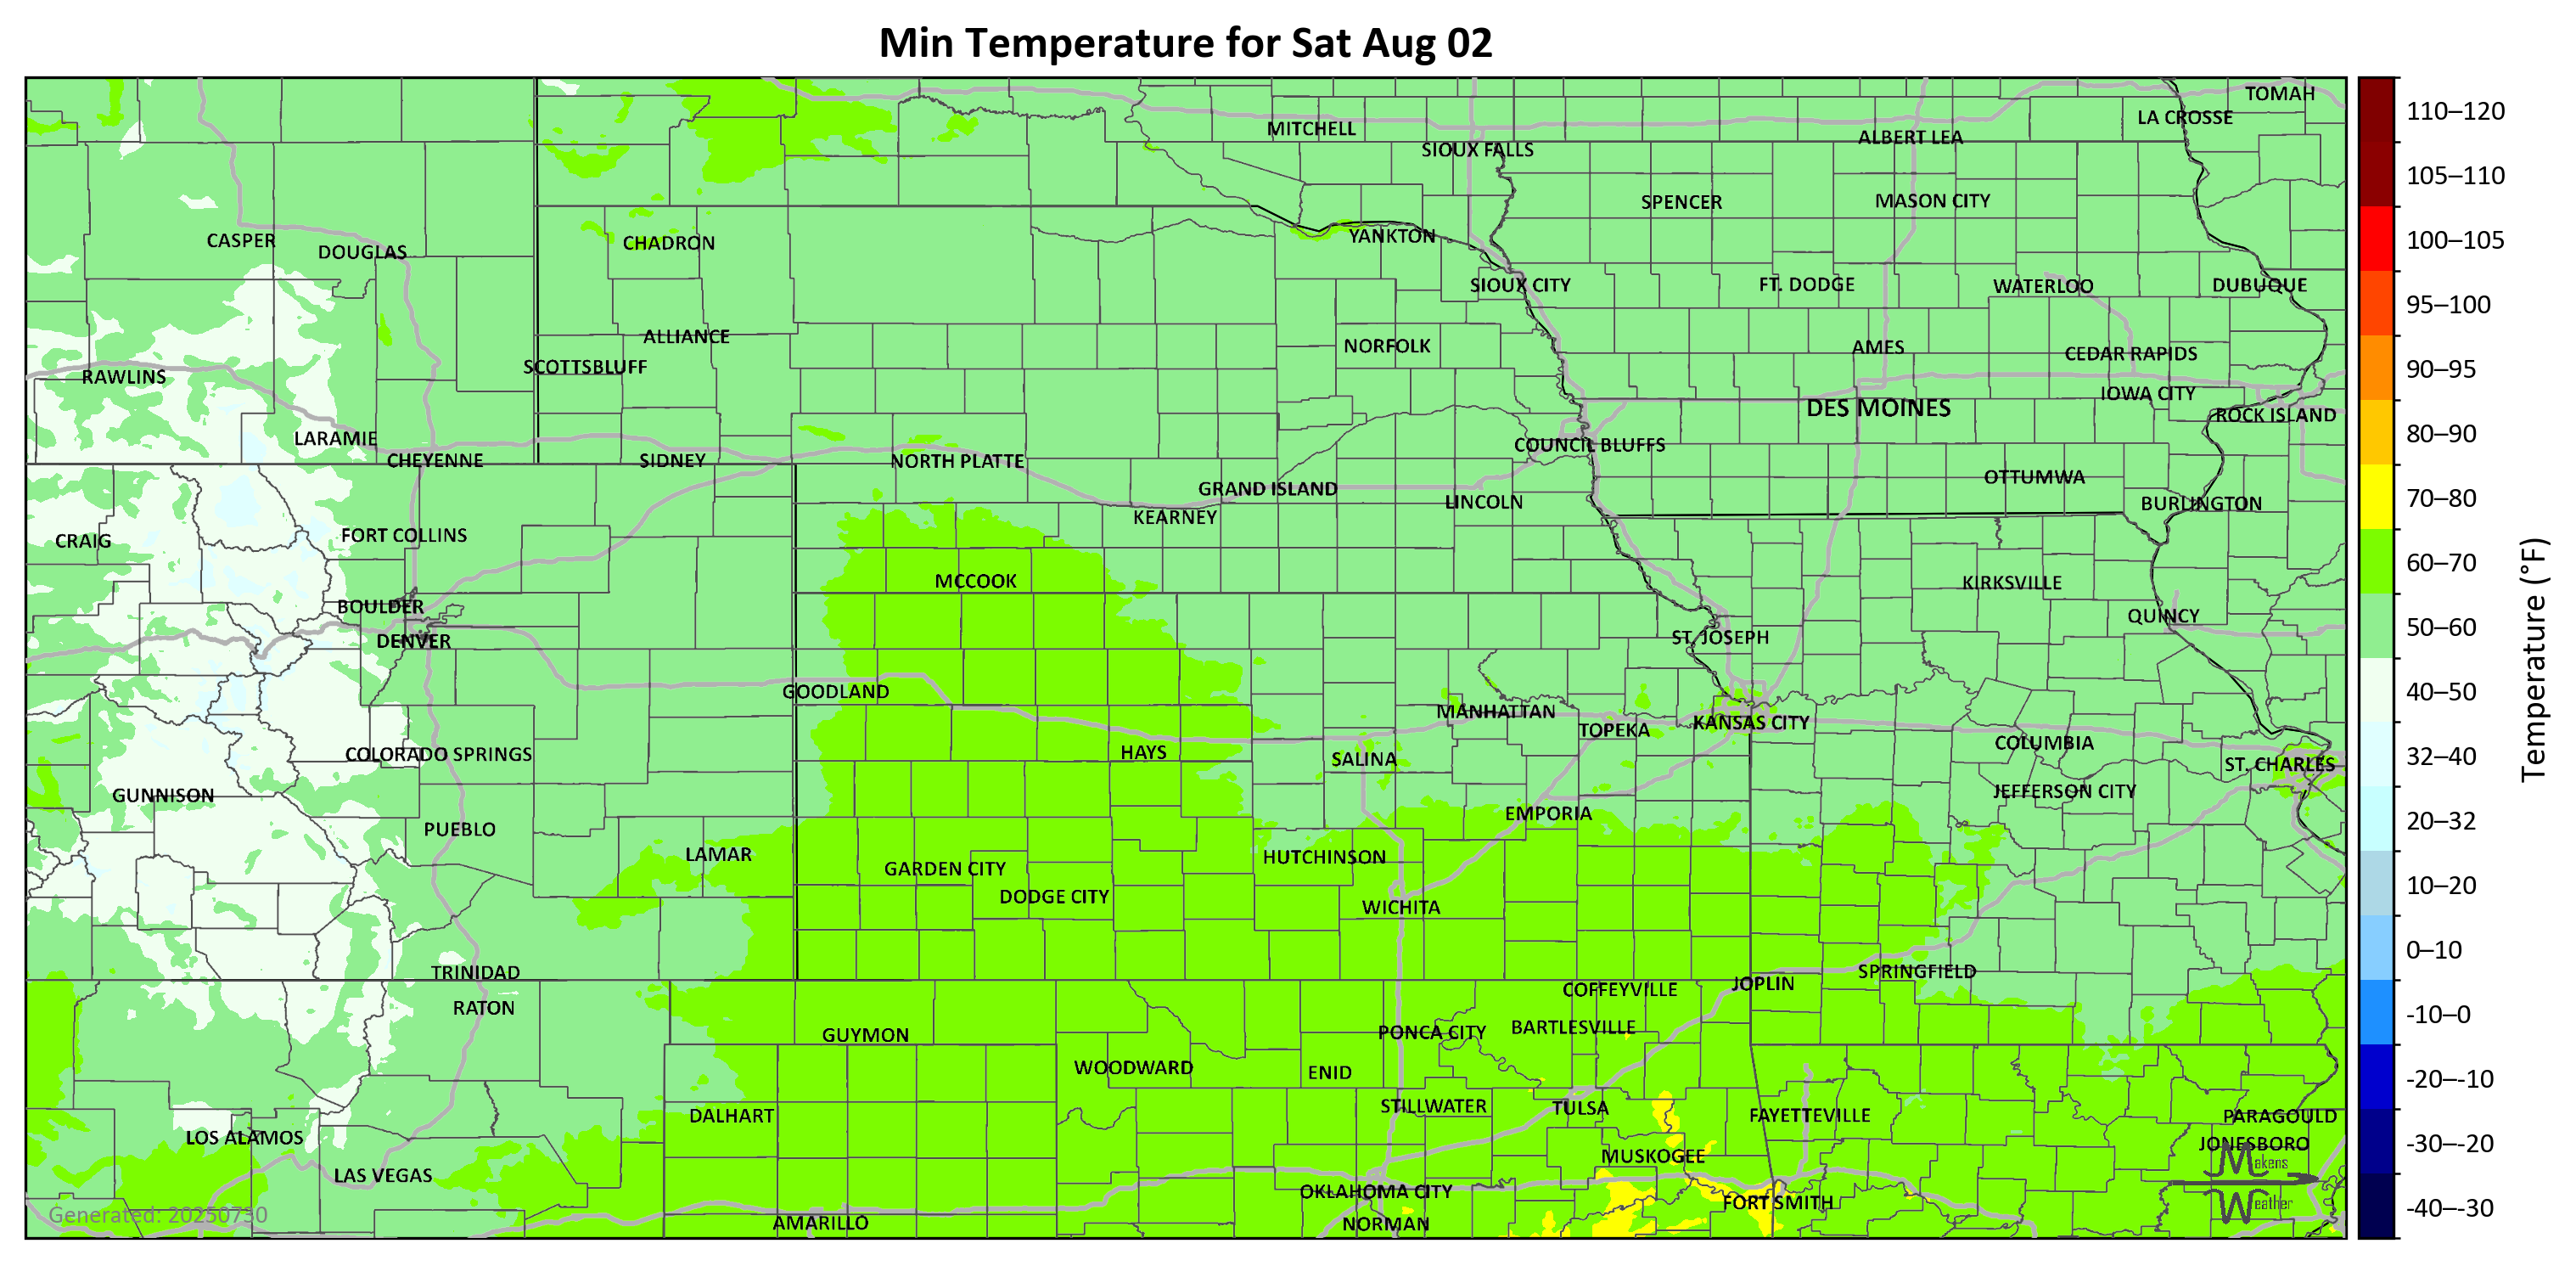 Min Temperature for Sat Aug 02
TOMAH
LA CROSSE
MITCHELL
ALBERT LEA
SIOUX FALLS
SPENCER
MASON CITY
CASPER
DOUGLAS
CHADRON
YANKTON
SIOUX CITY
FT. DODGE
WATERLOO
DUBUQUE
ALLIANCE
NORFOLK
AMES
CEDAR RAPIDS
SCOTTSBLUFF
RAWLINS
IOWA CITY
DES MOINES
ROCK ISLAND
LARAMIE
COUNCIL BLUFFS
CHEYENNE
SIDNEY
NORTH PLATTE
OTTUMWA
GRAND ISLAND
LINCOLN
BURLINGTON
KEARNEY
FORT COLLINS
CRAIG
MCCOOK
KIRKSVILLE
BOULDER
QUINCY
DENVER
ST. JOSEPH
GOODLAND
MANHATTAN
TOPEKA
KANSAS CITY
COLUMBIA
COLORADO SPRINGS
HAYS
SALINA
ST. CHARLES
GUNNISON
JEFFERSON CITY
EMPORIA
PUEBLO
LAMAR
HUTCHINSON
GARDEN CITY
DODGE CITY
WICHITA
TRINIDAD
SPRINGFIELD
JOPLIN
COFFEYVILLE
RATON
GUYMON
PONCA CITY
BARTLESVILLE
WOODWARD
ENID
STILLWATER
TULSA
DALHART
FAYETTEVILLE
PARAGOULD
LOS ALAMOS
JONESBORO
MUSKOGEE
LAS VEGAS
OKLAHOMA CITY
FORT SMITH
AMARILLO
NORMAN
Generated: 20250730
Makens
Weather
110–120
105–110
100–105
95–100
90–95
80–90
70–80
60–70
50–60
40–50
32–40
20–32
10–20
0–10
-10–0
-20–-10
-30–-20
-40–-30
Temperature (°F)